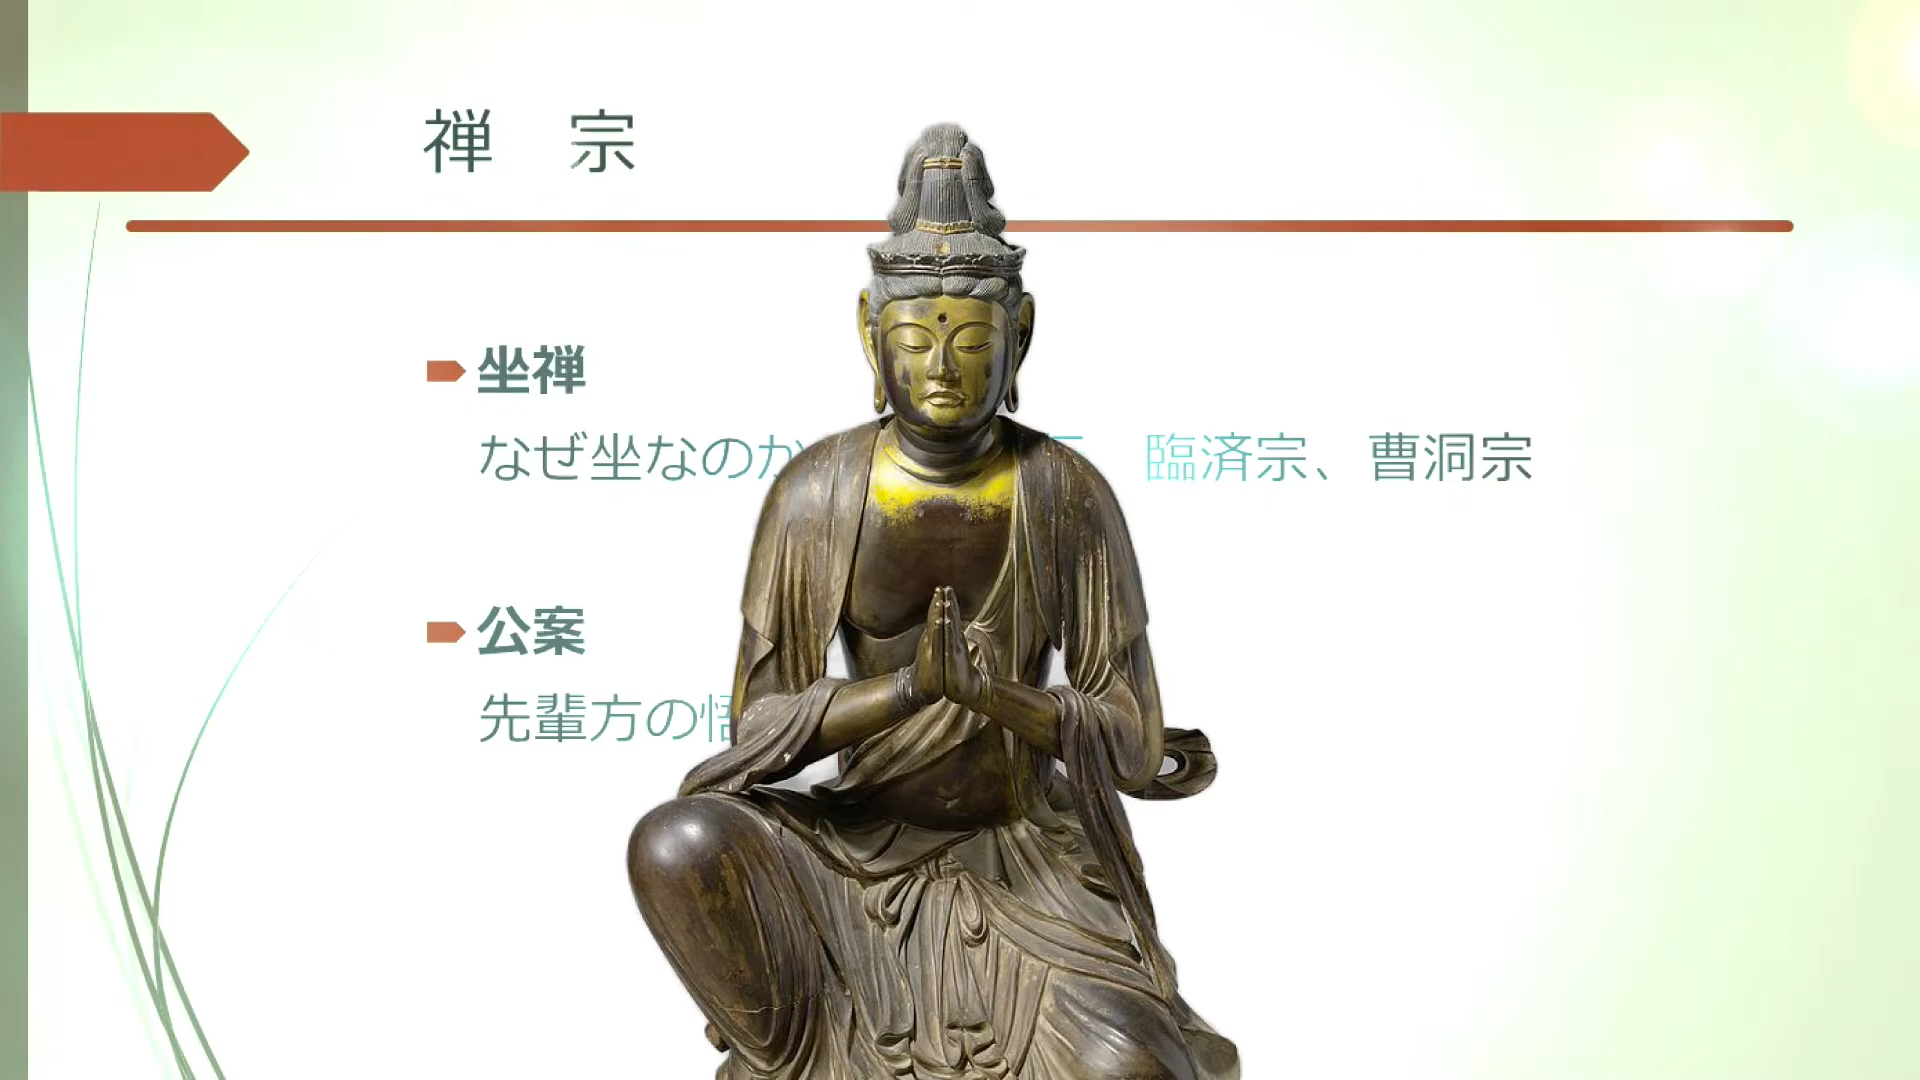 禅　宗
坐禅
なぜ坐なのか 臨済宗、曹洞宗
公案
先輩方の悟